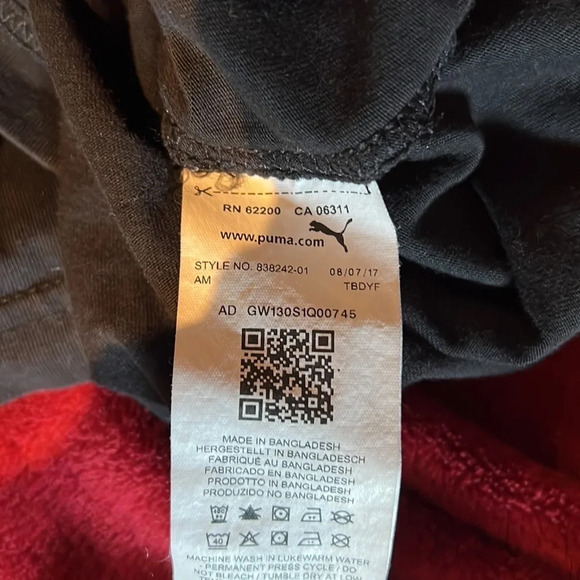 RN 62200 CA 06311
www.puma.com
STYLE NO. 838242-01 08/07/17
AM TBDYF
AD GW130S1Q00745
MADE IN BANGLADESH
HERGESTELLT IN BANGLADESCH
FABRIQUÉ AU BANGLADESH
FABRICADO EN BANGLADESH
PRODOTTO IN BANGLADESH
PRODUZIDO NO BANGLADESH
40
MACHINE WASH IN LUKEWARM WATER
- PERMANENT PRESS CYCLE / DO
NOT BLEACH / TUMBLE DRY AT LOW